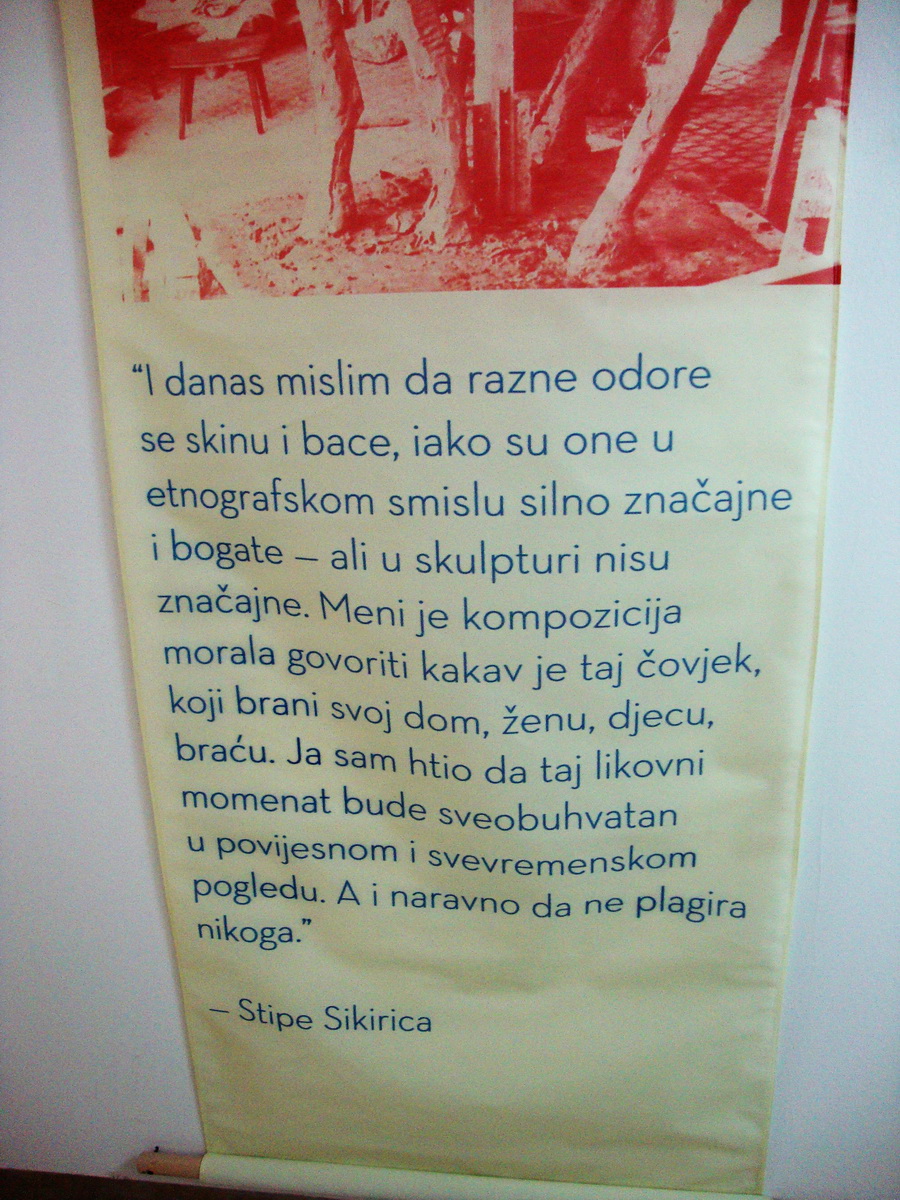 “I danas mislim da razne odore
se skinu i bace, iako su one u
etnografskom smislu silno značajne
i bogate – ali u skulpturi nisu
značajne. Meni je kompozicija
morala govoriti kakav je taj čovjek,
koji brani svoj dom, ženu, djecu,
braću. Ja sam htio da taj likovni
momenat bude sveobuhvatan
u povijesnom i svevremenskom
pogledu. A i naravno da ne plagira
nikoga.”
– Stipe Sikirica